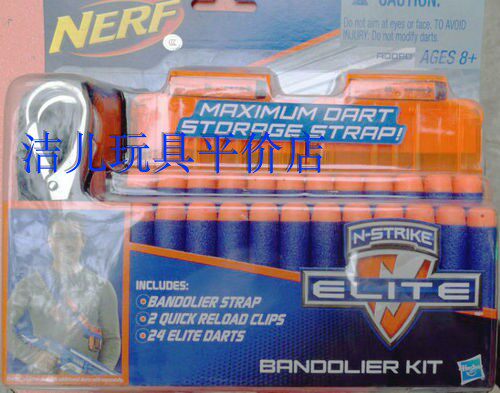 NERF
CAUTION:
Do not aim at eyes or face. TO AVOID
INJURY: Do not modify darts.
AGES 8+
MAXIMUM DART
STORAGE STRAP!
洁儿玩具平价店
N-STRIKE
ELITE
INCLUDES:
BANDOLIER STRAP
2 QUICK RELOAD CLIPS
24 ELITE DARTS
BANDOLIER KIT
Hasbro